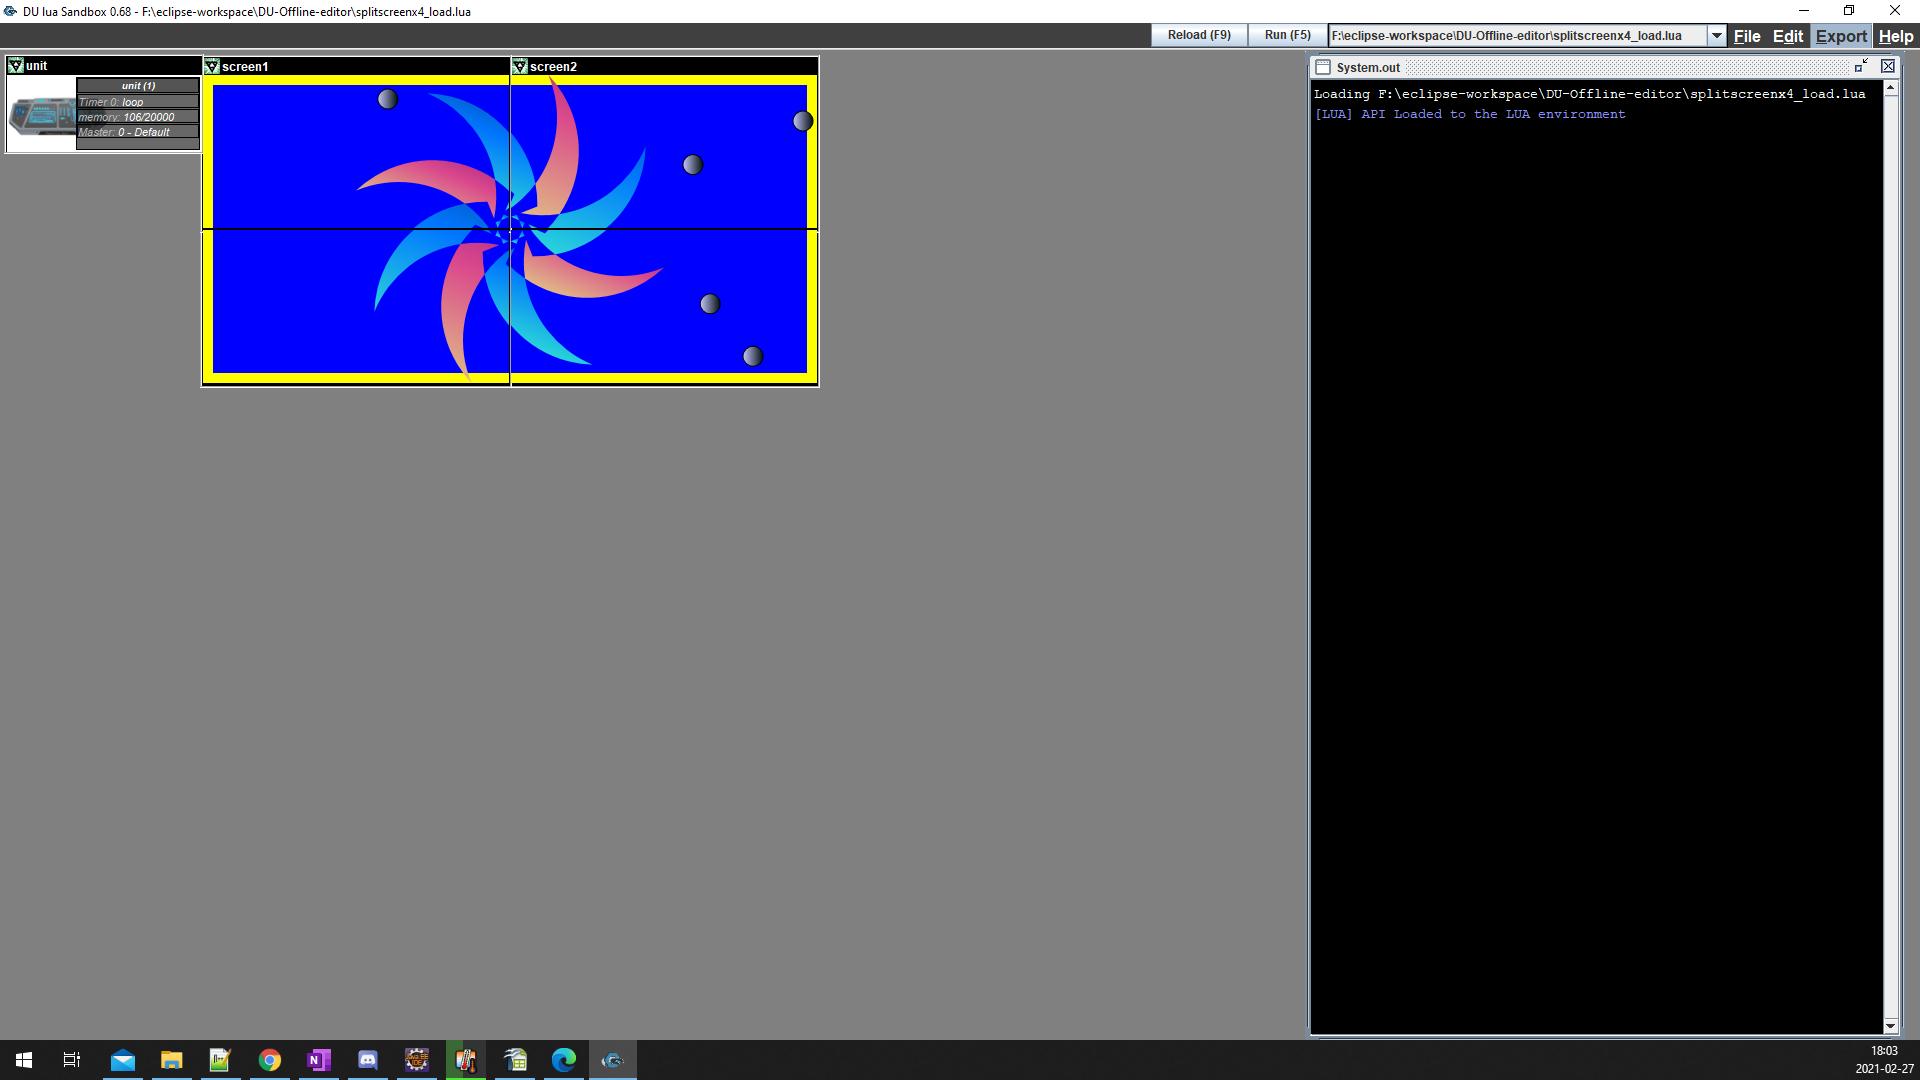 DU lua Sandbox 0.68 - F:\eclipse-workspace\DU-Offline-editor\splitscreenx4_load.lua
Reload (F9) Run (F5) F:\eclipse-workspace\DU-Offline-editor\splitscreenx4_load.lua File Edit Export Help
unit
unit (1)
Timer 0: loop
memory: 106/20000
Master: 0 - Default
screen1
screen2
System.out
Loading F:\eclipse-workspace\DU-Offline-editor\splitscreenx4_load.lua
[LUA] API Loaded to the LUA environment
18:03
2021-02-27